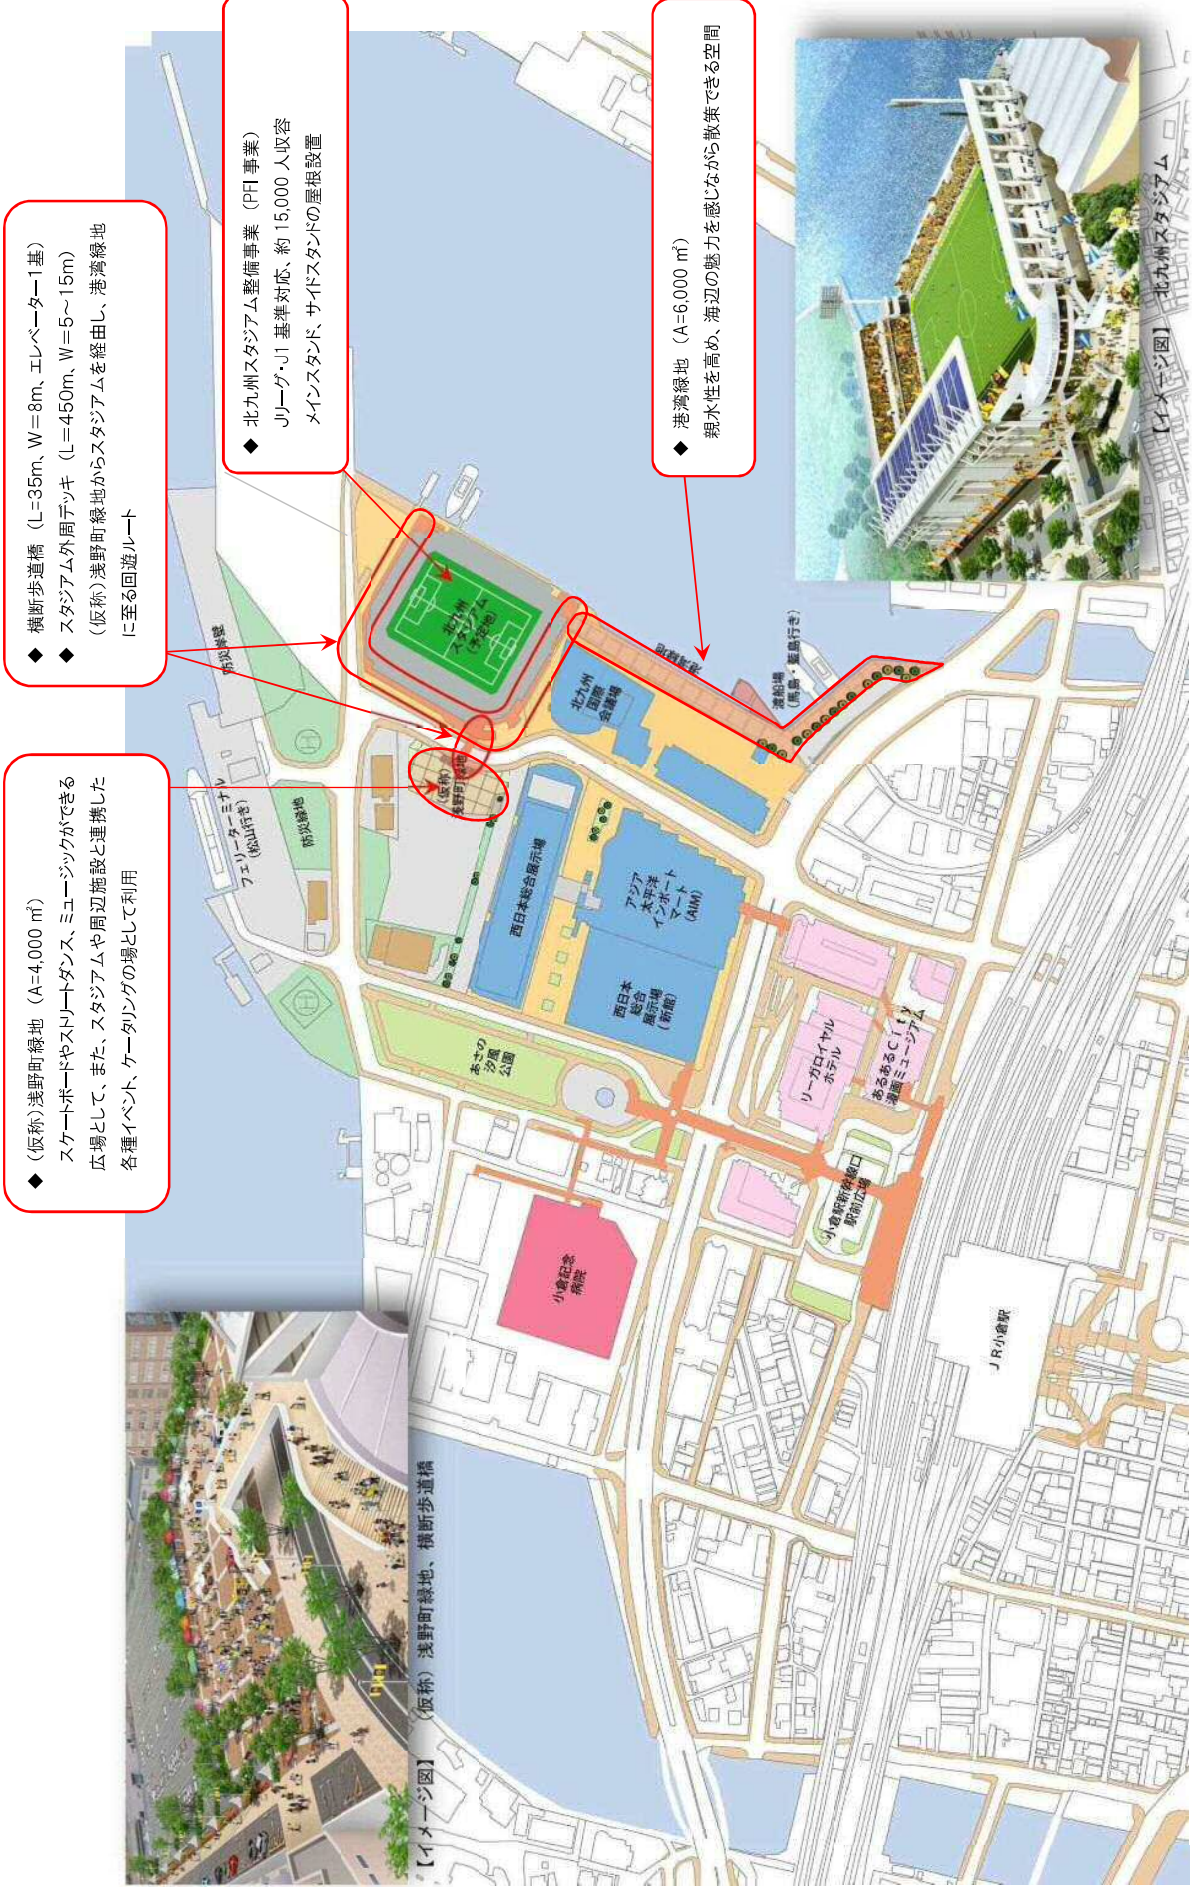 ◆ （仮称）浅野町緑地 （A=4,000 ㎡）
スケートボードやストリートダンス、ミュージックができる
広場として、また、スタジアムや周辺施設と連携した
各種イベント、ケータリングの場として利用
◆ 横断歩道橋 （L=35m、W=8m、エレベーター1基）
◆ スタジアム外周デッキ （L=450m、W=5～15m）
（仮称）浅野町緑地からスタジアムを経由し、港湾緑地
に至る回遊ルート
◆ 北九州スタジアム整備事業 （PFI 事業）
Jリーグ・J1 基準対応、約 15,000 人収容
メインスタンド、サイドスタンドの屋根設置
◆ 港湾緑地 （A=6,000 ㎡）
親水性を高め、海辺の魅力を感じながら散策できる空間
フェリーターミナル
（松山行き）
防災緑地
防災岸壁
（仮称）
浅野町緑地
北九州
スタジアム
（予定地）
北九州
国際
会議場
渡船場
（馬島・藍島行き）
西日本総合展示場
アジア
太平洋
インポート
マート
（AIM）
西日本
総合
展示場
（新館）
あさの
汐風
公園
リーガロイヤル
ホテル
あるあるCity
漫画ミュージアム
小倉駅新幹線口
駅前広場
小倉記念
病院
JR小倉駅
【イメージ図】 （仮称）浅野町緑地、横断歩道橋
【イメージ図】 北九州スタジアム